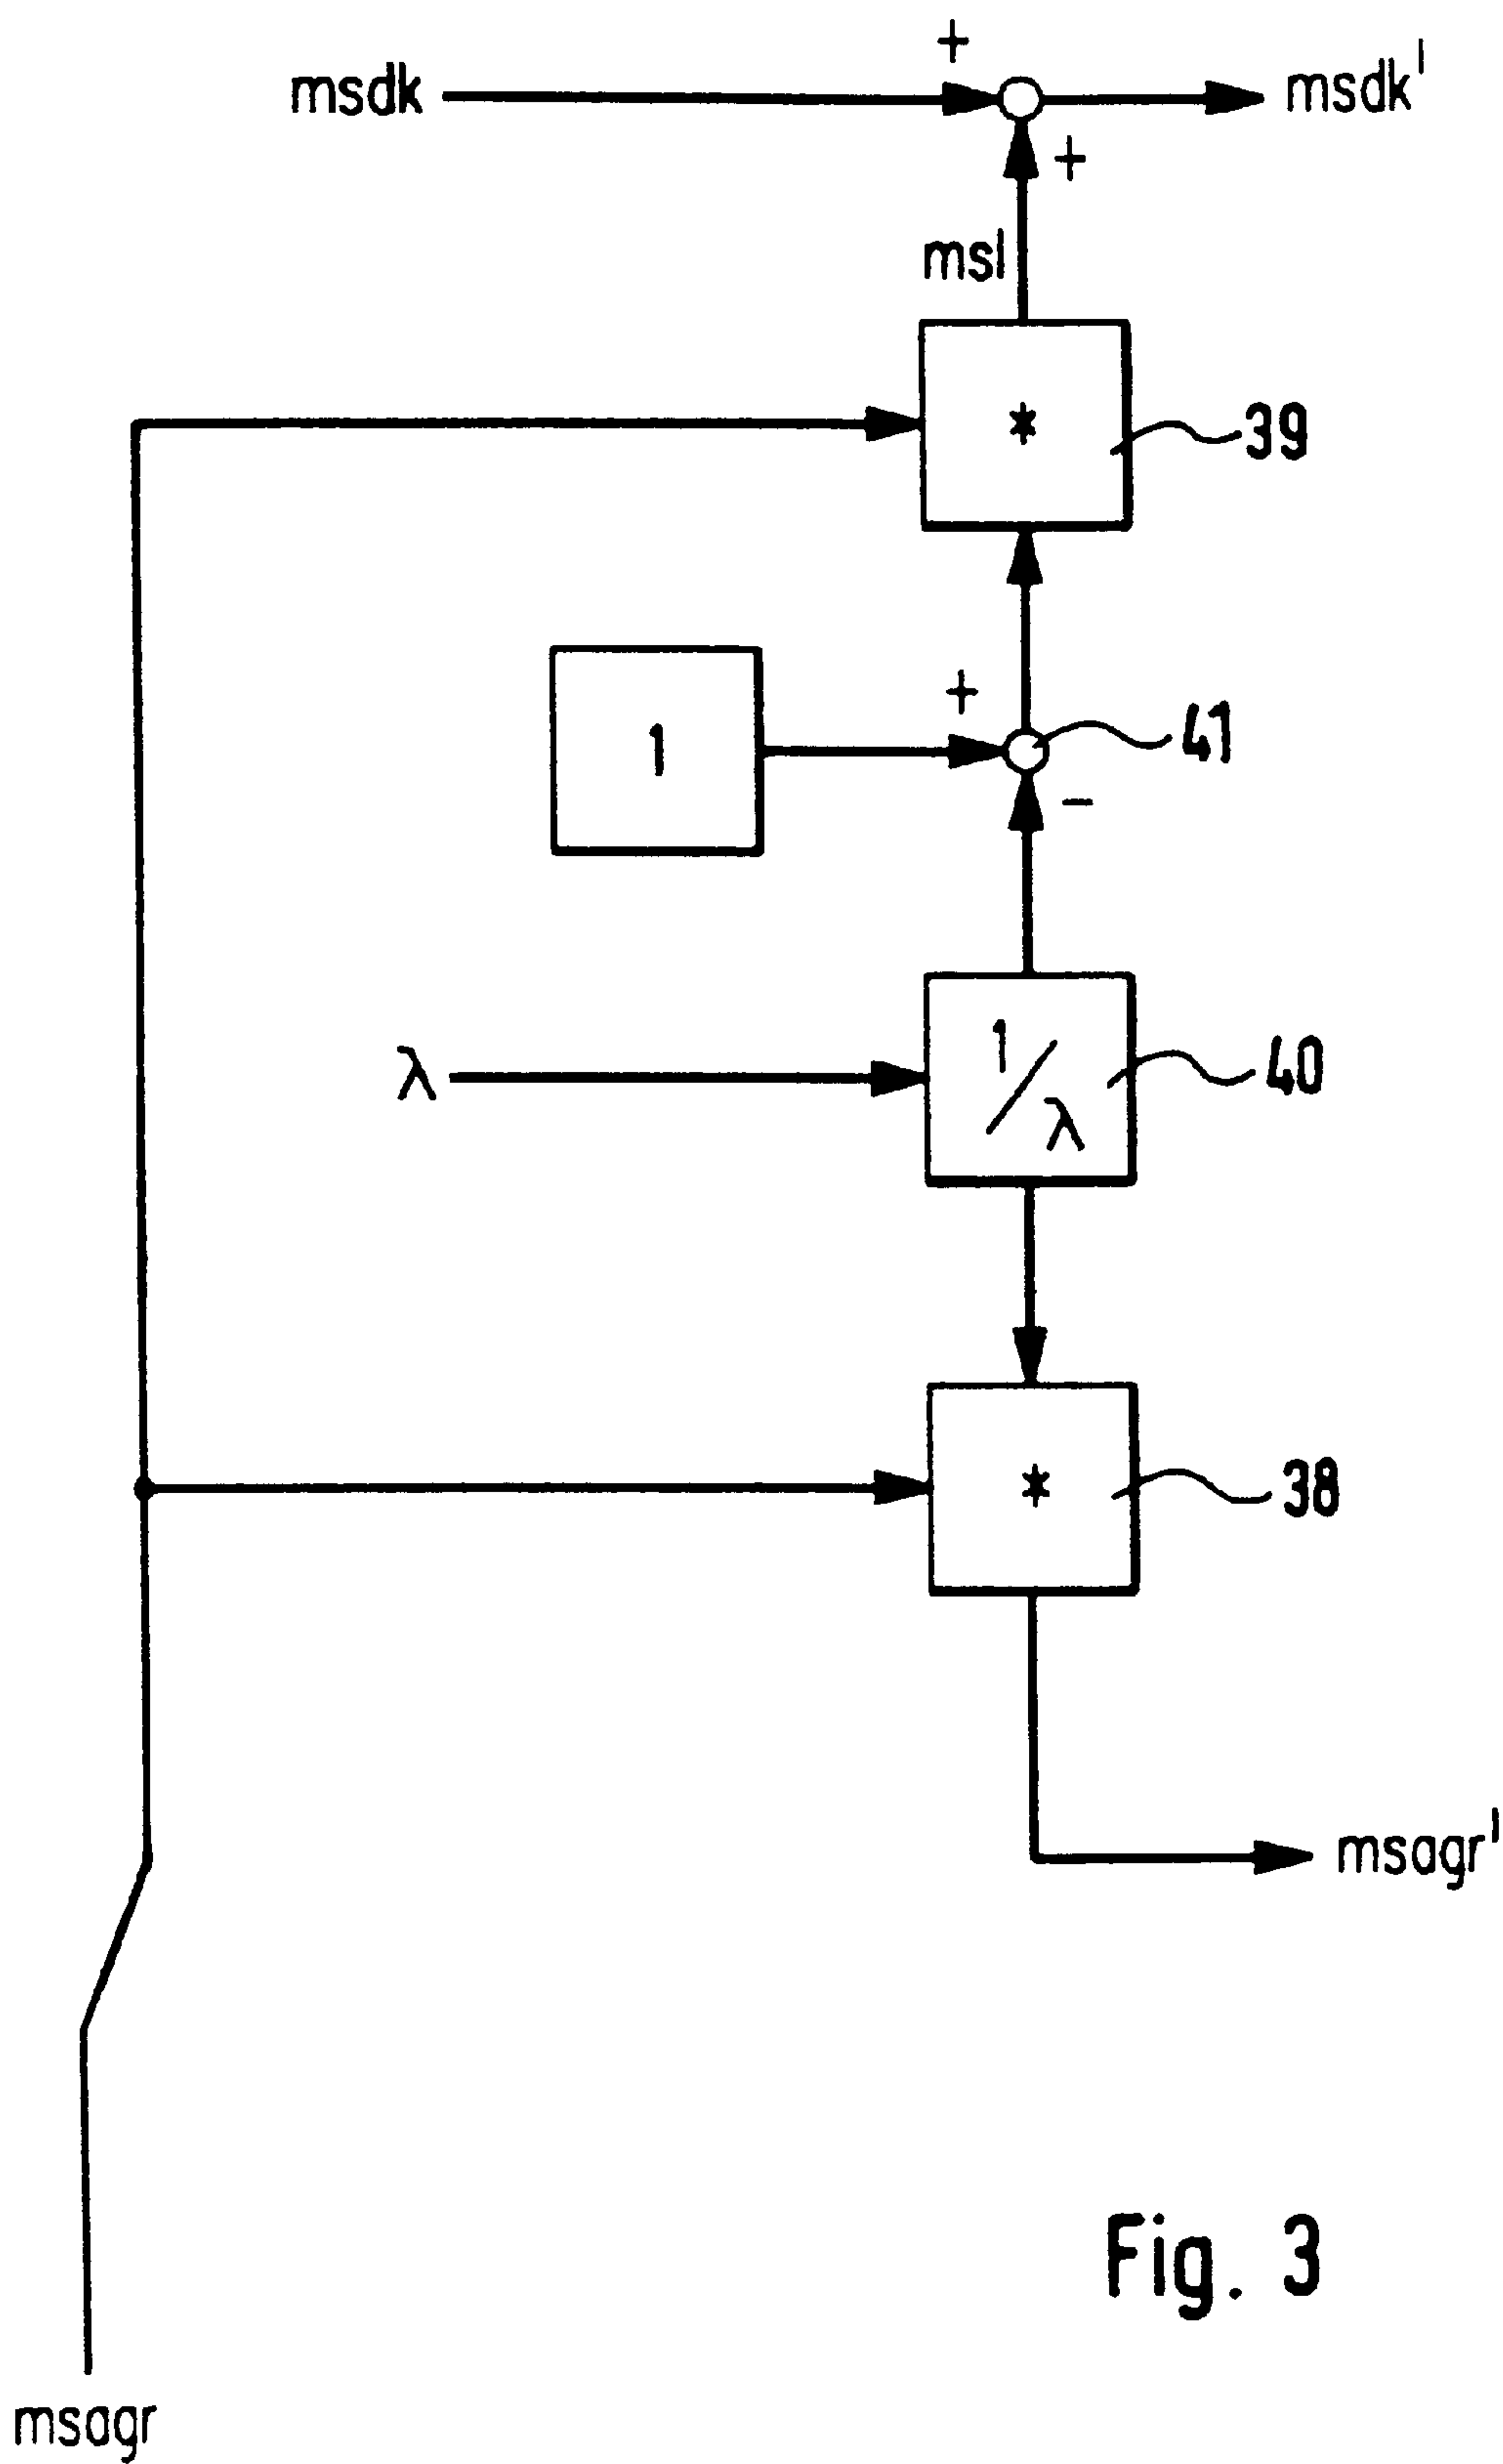 +
msdk
msdk'
+
msl
*
39
+
1
41
-
1/λ
λ
40
*
38
msagr'
Fig. 3
msagr